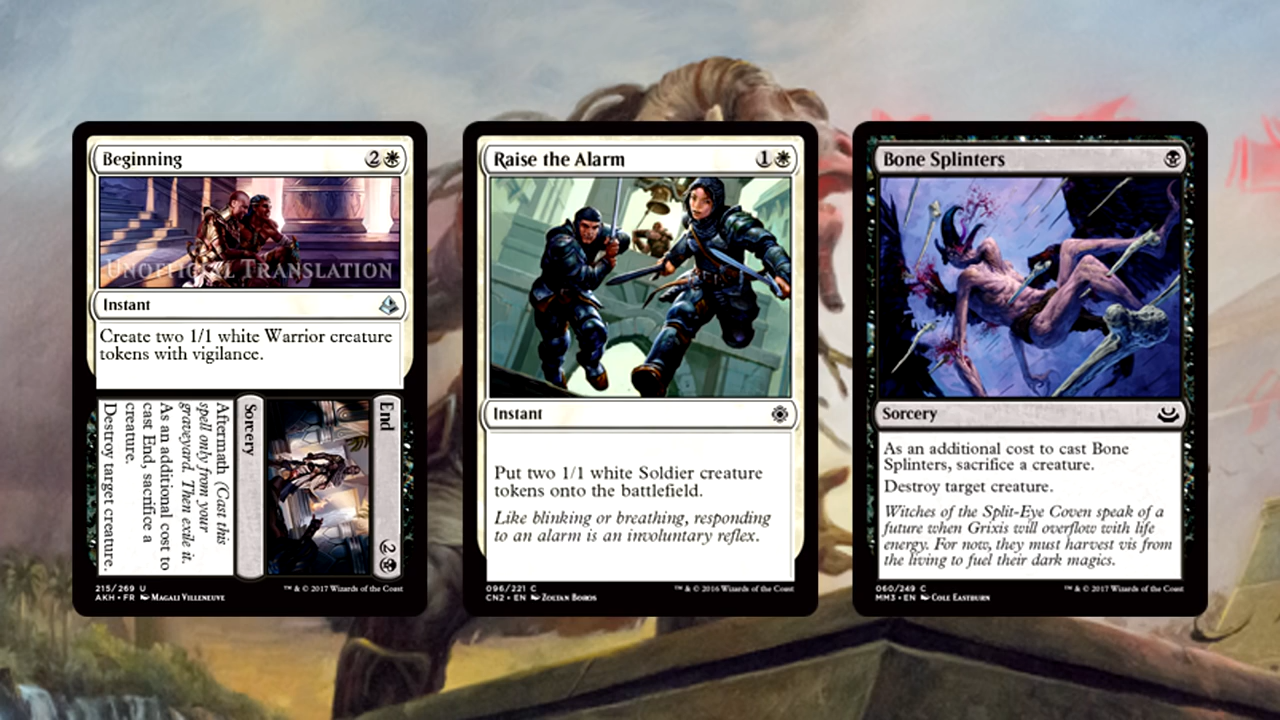 Beginning 2
UNOFFICIAL TRANSLATION
Instant
Create two 1/1 white Warrior creature
tokens with vigilance.
End 2
Sorcery
Aftermath (Cast this
spell only from your
graveyard. Then exile it.
As an additional cost to
cast End, sacrifice a
creature.
Destroy target creature.
215/269 U
AKH • FR MAGALI VILLENEUVE
™ & © 2017 Wizards of the Coast
Raise the Alarm 1
Instant
Put two 1/1 white Soldier creature
tokens onto the battlefield.
Like blinking or breathing, responding
to an alarm is an involuntary reflex.
096/221 C
CN2 • EN ZOLTAN BOROS
™ & © 2016 Wizards of the Coast
Bone Splinters
Sorcery
As an additional cost to cast Bone
Splinters, sacrifice a creature.
Destroy target creature.
Witches of the Split-Eye Coven speak of a
future when Grixis will overflow with life
energy. For now, they must harvest vis from
the living to fuel their dark magics.
060/249 C
MM3 • EN COLE EASTBURN
™ & © 2017 Wizards of the Coast